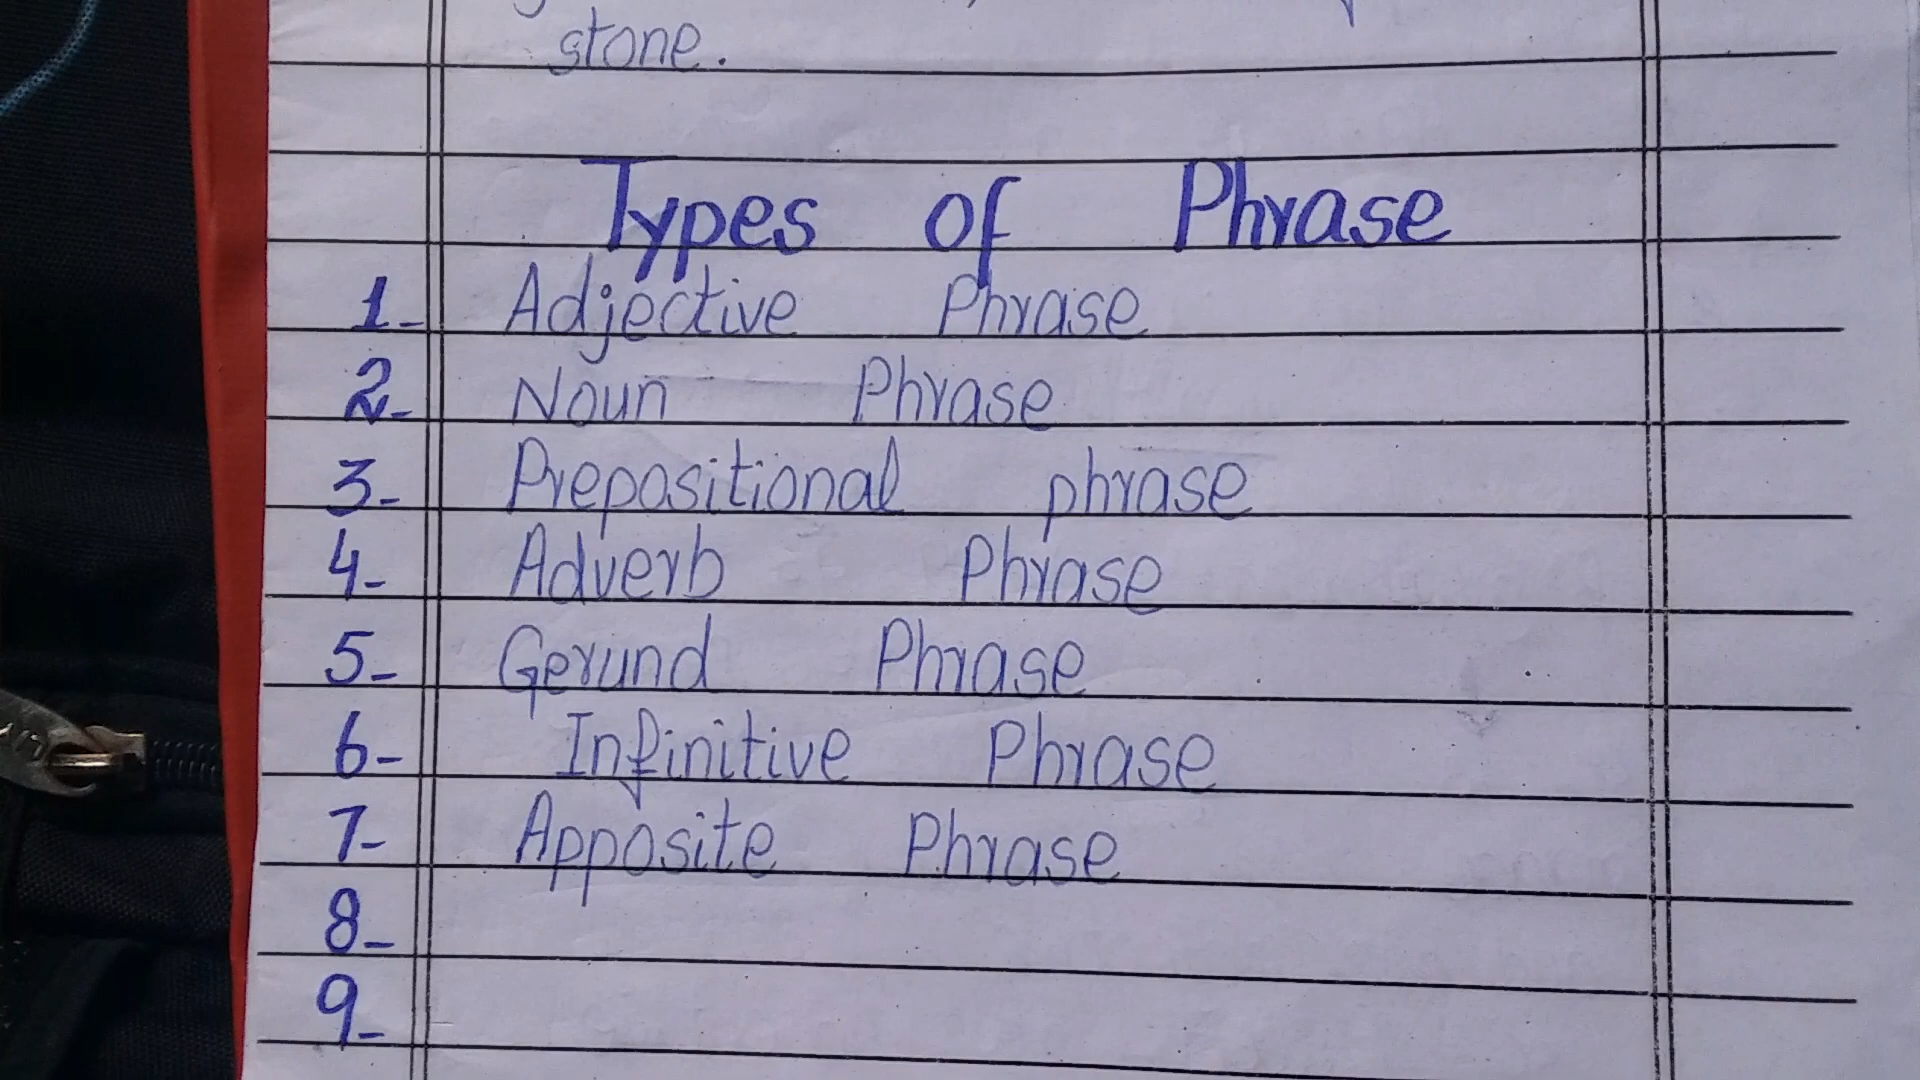 stone.
Types of Phrase
1- Adjective Phrase
2- Noun Phrase
3- Prepositional phrase
4- Adverb Phrase
5- Gerund Phrase
6- Infinitive Phrase
7- Apposite Phrase
8-
9-